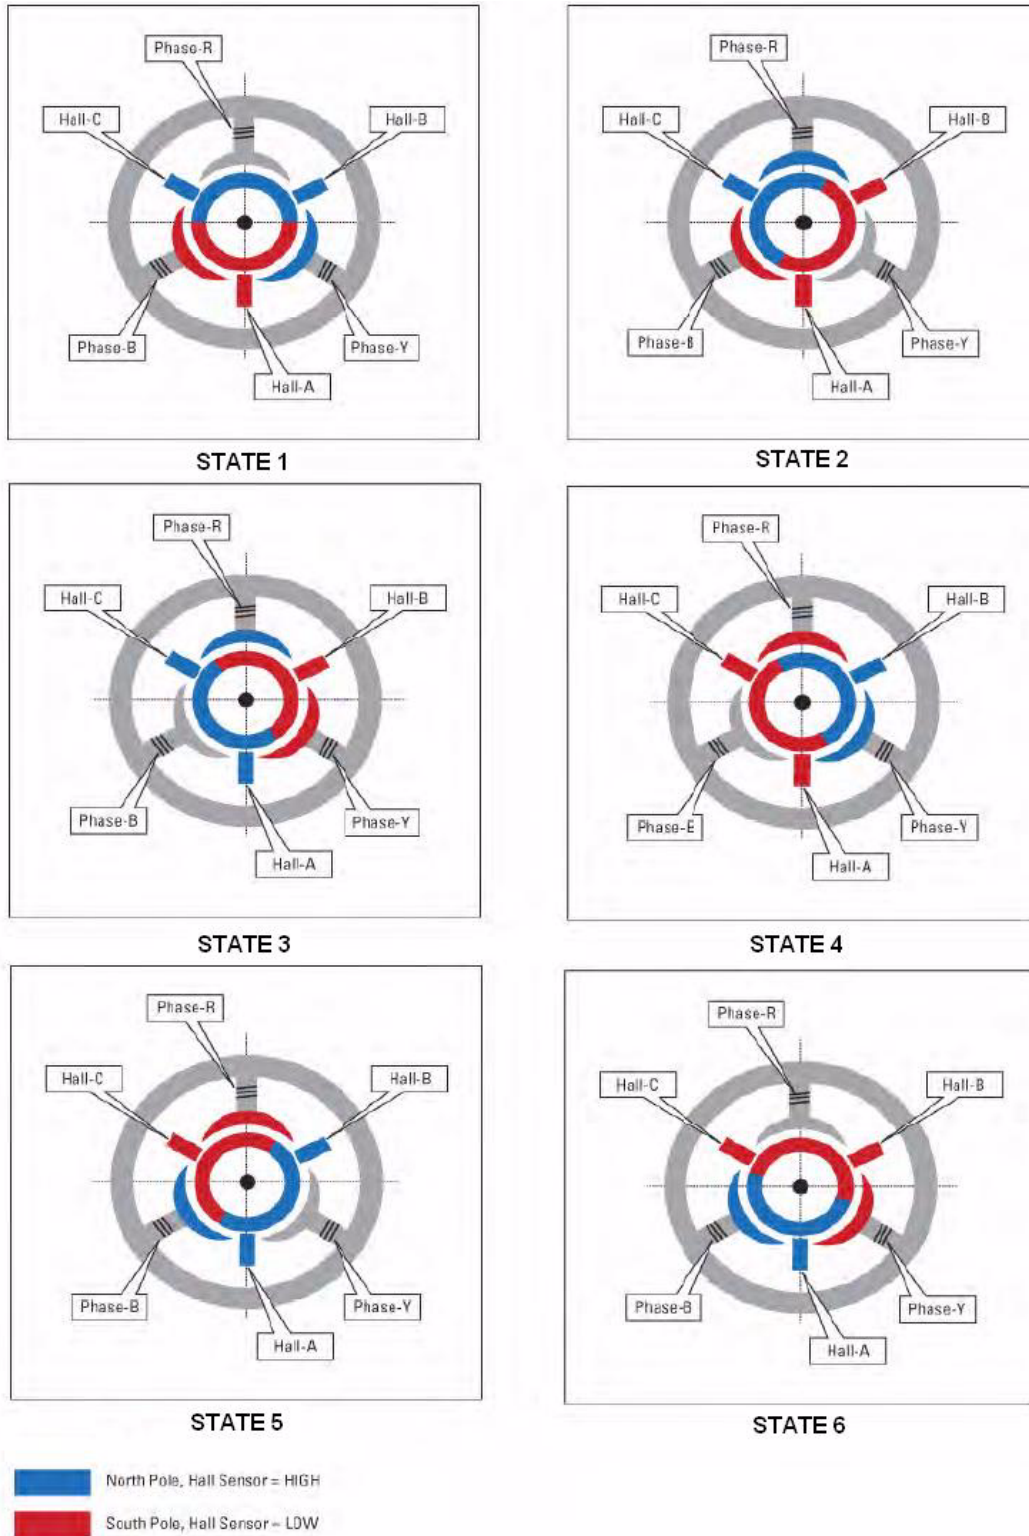 Phase-R
Phase-R
Hall-C
Hall-B
Hall-C
Hall-B
Phase-B
Phase-Y
Phase-B
Phase-Y
Hall-A
Hall-A
STATE 1
STATE 2
Phase-R
Phase-R
Hall-C
Hall-B
Hall-C
Hall-B
Phase-B
Phase-Y
Phase-E
Phase-Y
Hall-A
Hall-A
STATE 3
STATE 4
Phase-R
Phase-R
Hall-C
Hall-B
Hall-C
Hall-B
Phase-B
Phase-Y
Phase-B
Phase-Y
Hall-A
Hall-A
STATE 5
STATE 6
North Pole, Hall Sensor = HIGH
South Pole, Hall Sensor = LOW